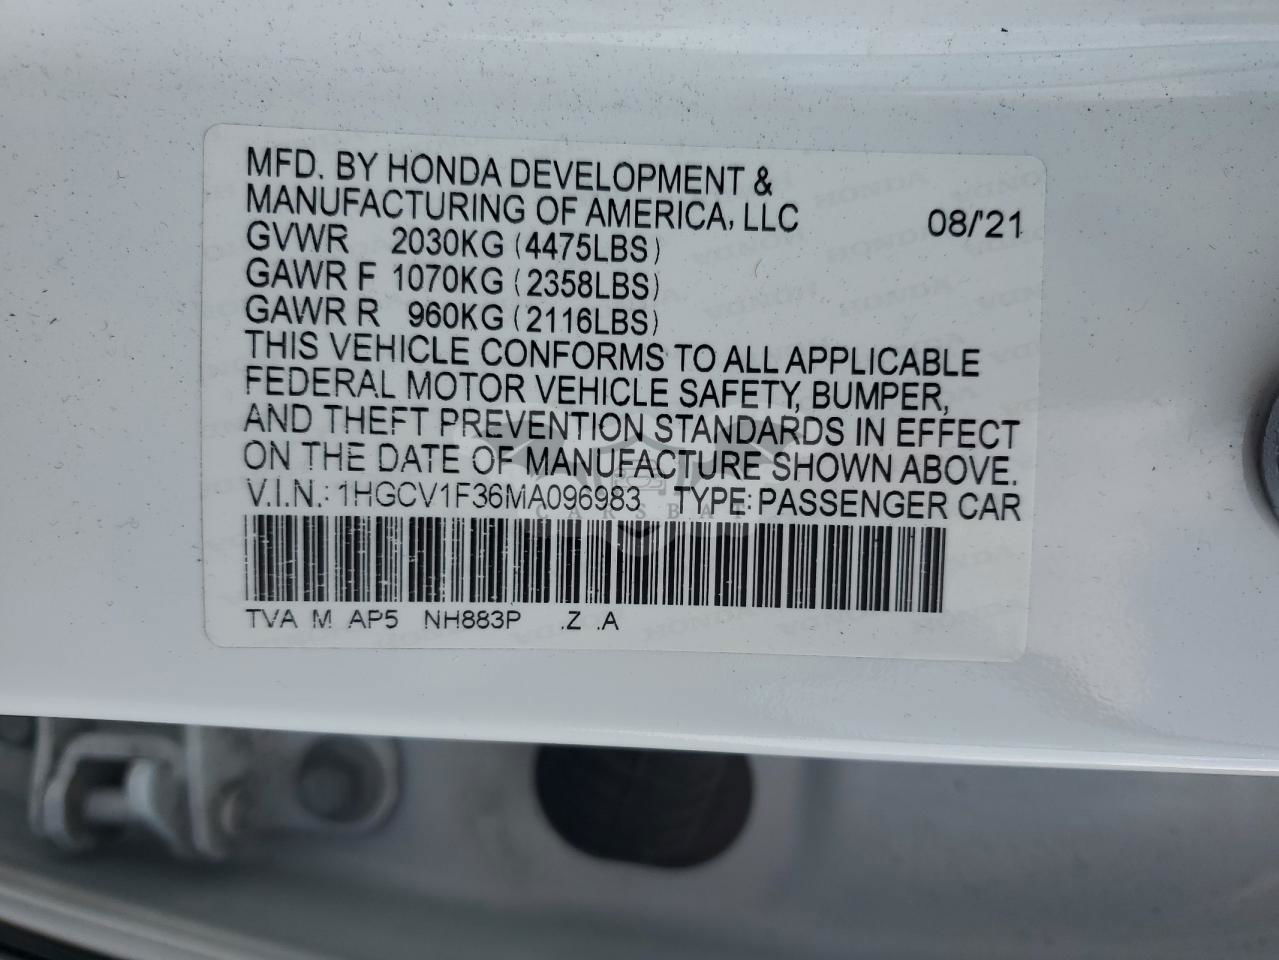 MFD. BY HONDA DEVELOPMENT &
MANUFACTURING OF AMERICA, LLC 08/'21
GVWR 2030KG (4475LBS)
GAWR F 1070KG (2358LBS)
GAWR R 960KG (2116LBS)
THIS VEHICLE CONFORMS TO ALL APPLICABLE
FEDERAL MOTOR VEHICLE SAFETY, BUMPER,
AND THEFT PREVENTION STANDARDS IN EFFECT
ON THE DATE OF MANUFACTURE SHOWN ABOVE.
V.I.N.: 1HGCV1F36MA096983 TYPE: PASSENGER CAR
CARSBAT
TVA M AP5 NH883P .Z .A